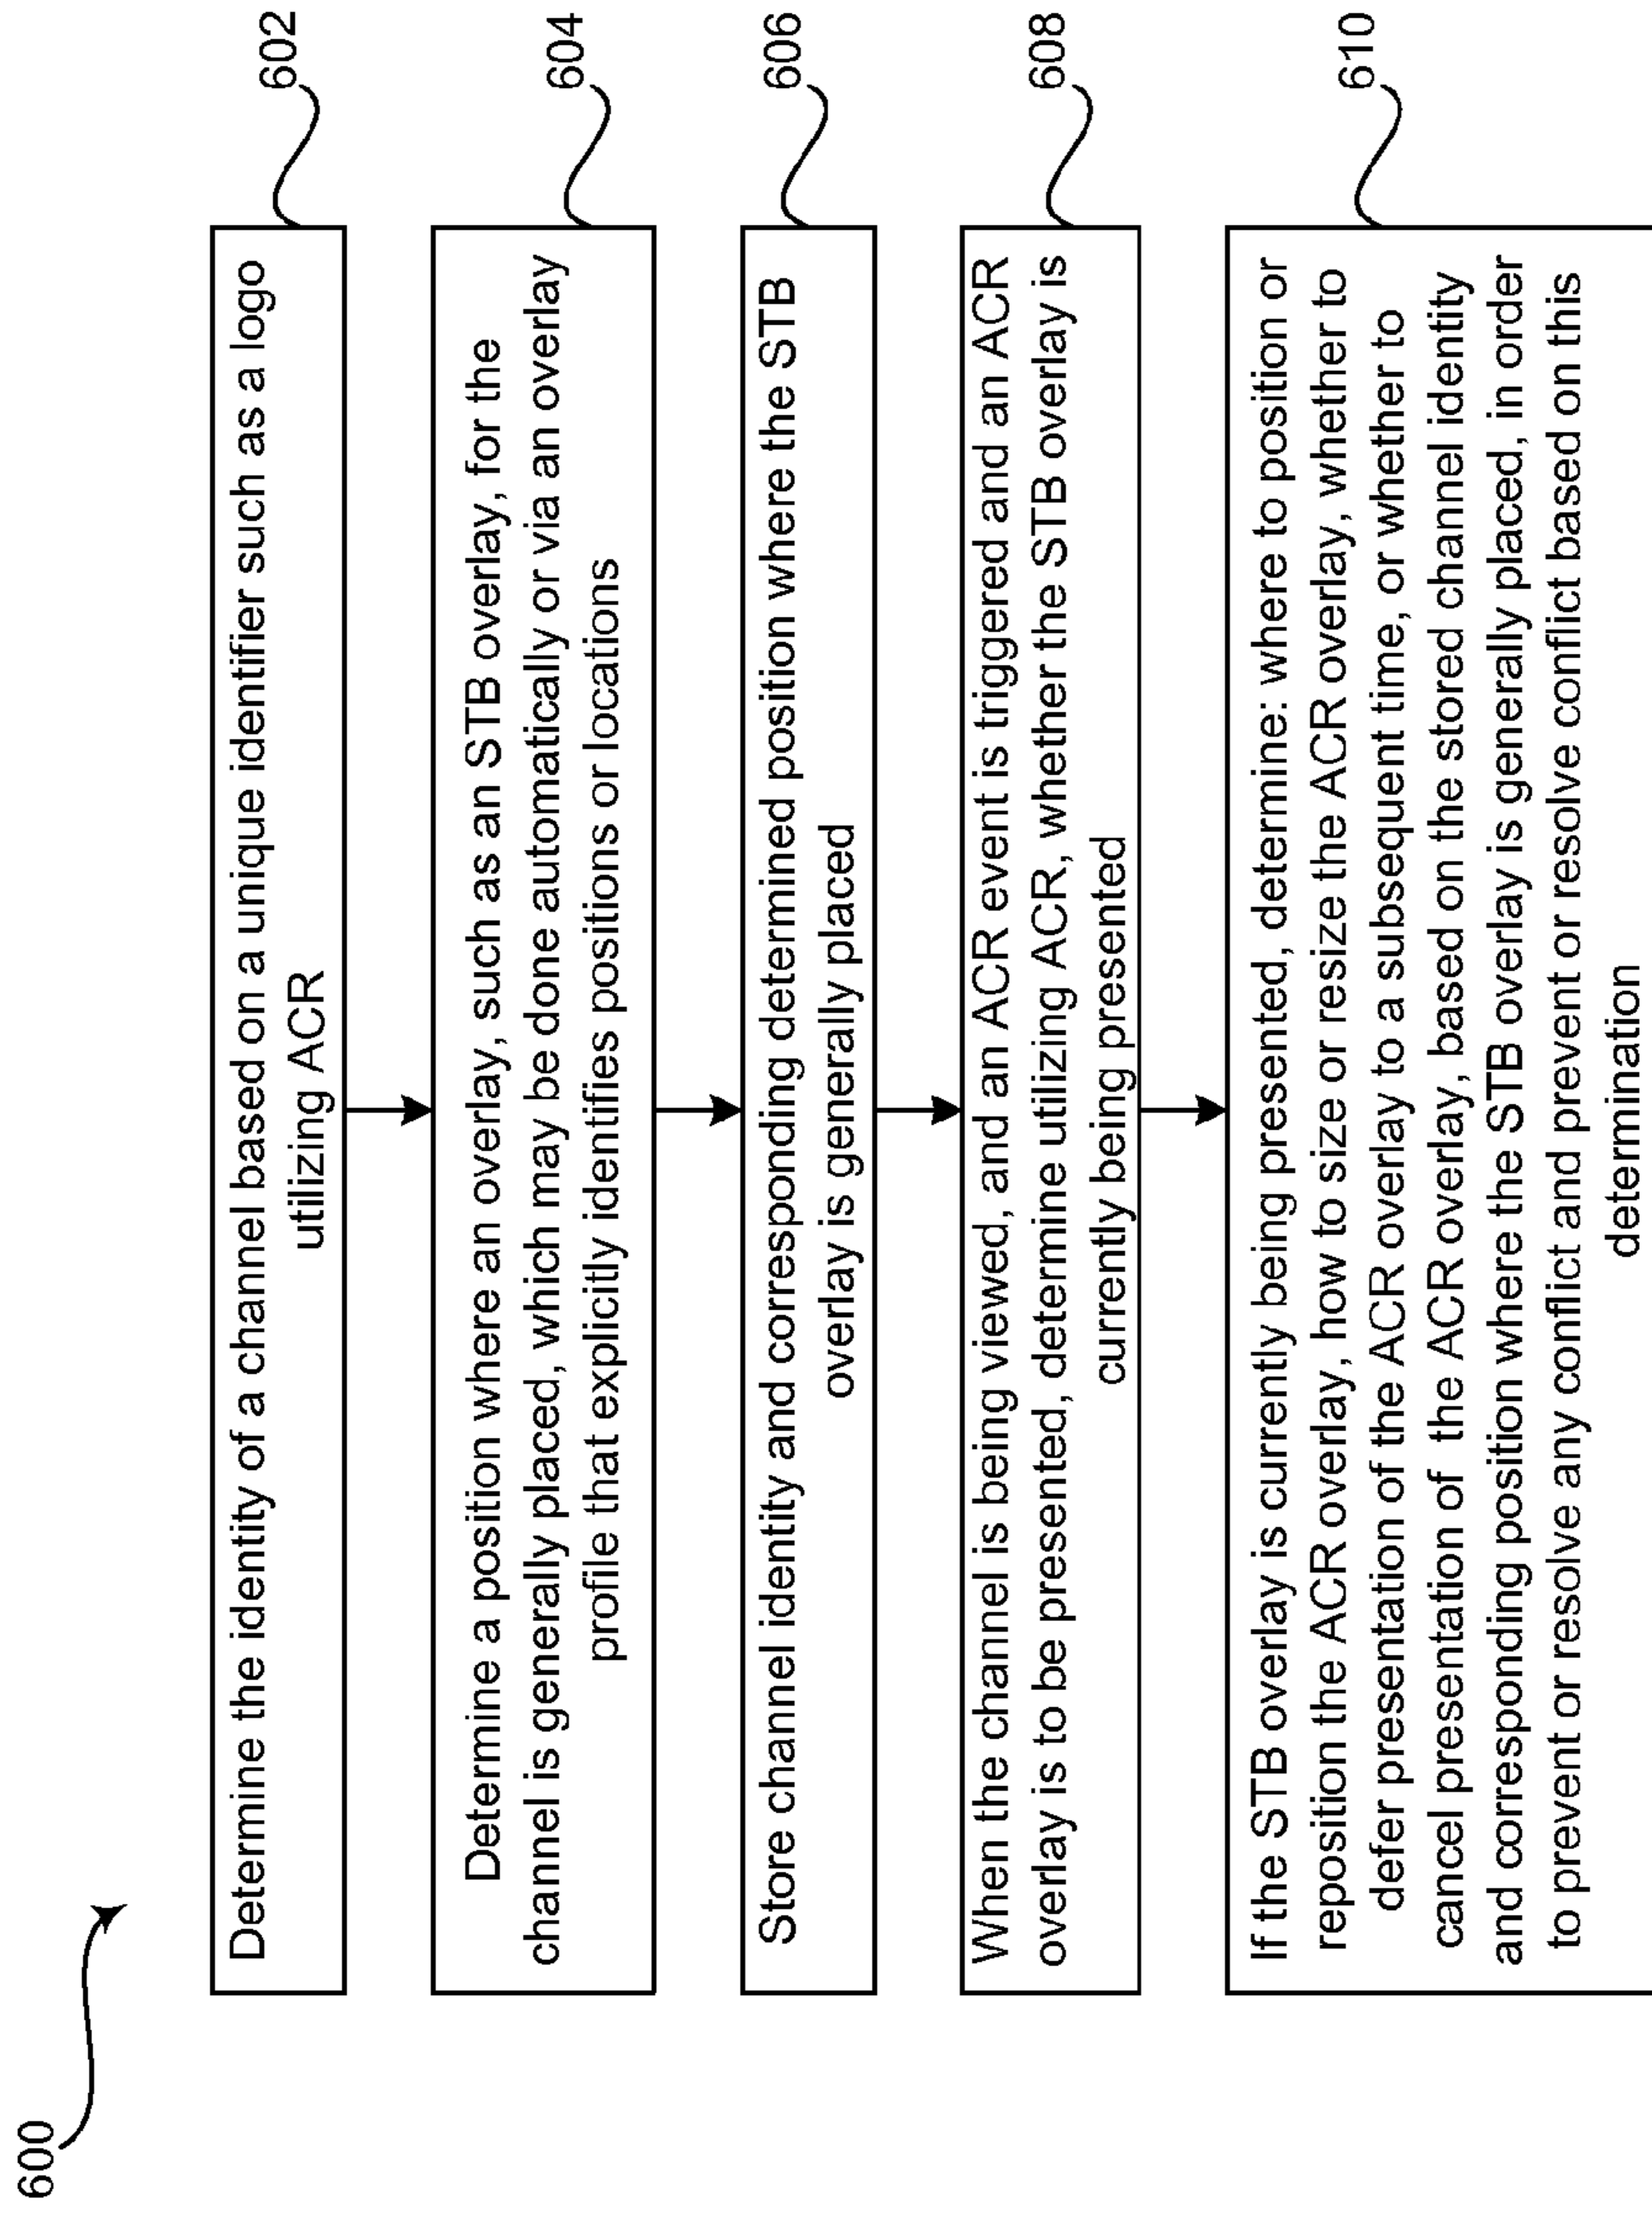 600
Determine the identity of a channel based on a unique identifier such as a logo
utilizing ACR
602
Determine a position where an overlay, such as an STB overlay, for the
channel is generally placed, which may be done automatically or via an overlay
profile that explicitly identifies positions or locations
604
Store channel identity and corresponding determined position where the STB
overlay is generally placed
606
When the channel is being viewed, and an ACR event is triggered and an ACR
overlay is to be presented, determine utilizing ACR, whether the STB overlay is
currently being presented
608
If the STB overlay is currently being presented, determine: where to position or
reposition the ACR overlay, how to size or resize the ACR overlay, whether to
defer presentation of the ACR overlay to a subsequent time, or whether to
cancel presentation of the ACR overlay, based on the stored channel identity
and corresponding position where the STB overlay is generally placed, in order
to prevent or resolve any conflict and prevent or resolve conflict based on this
determination
610